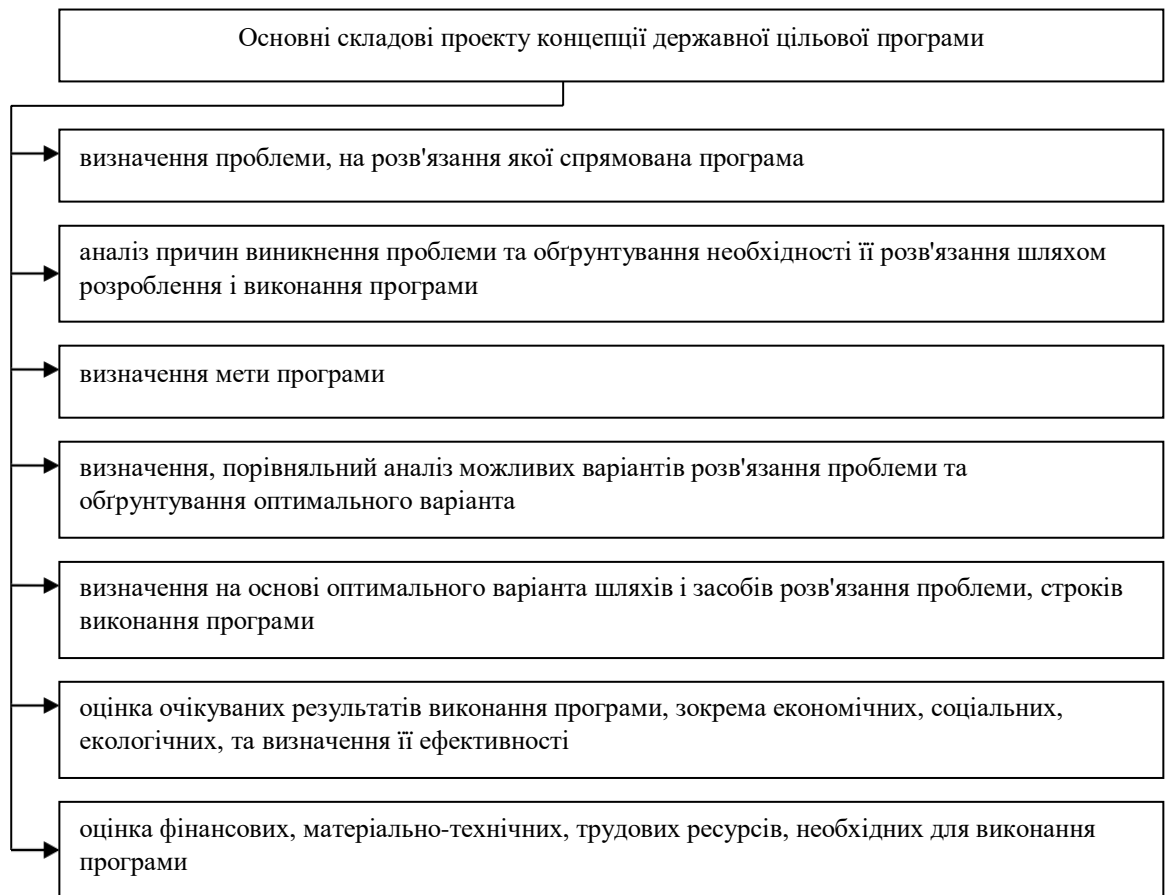 Основні складові проекту концепції державної цільової програми
визначення проблеми, на розв'язання якої спрямована програма
аналіз причин виникнення проблеми та обґрунтування необхідності її розв'язання шляхом
розроблення і виконання програми
визначення мети програми
визначення, порівняльний аналіз можливих варіантів розв'язання проблеми та
обґрунтування оптимального варіанта
визначення на основі оптимального варіанта шляхів і засобів розв'язання проблеми, строків
виконання програми
оцінка очікуваних результатів виконання програми, зокрема економічних, соціальних,
екологічних, та визначення її ефективності
оцінка фінансових, матеріально-технічних, трудових ресурсів, необхідних для виконання
програми